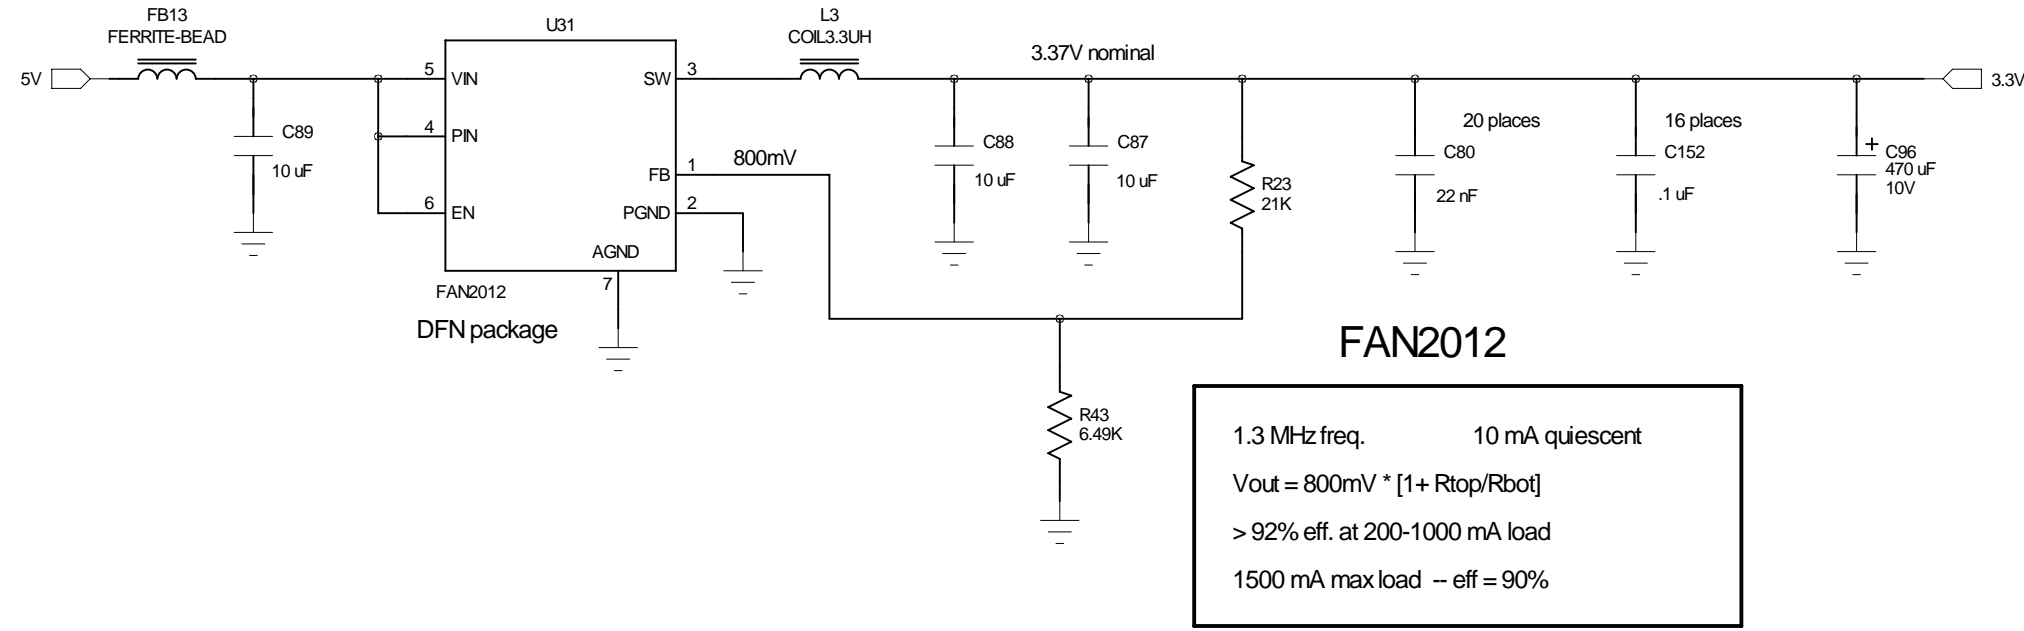 FB13
FERRITE-BEAD
5V
C89
10 uF
U31
5
VIN
4
PIN
6
EN
SW
3
FB
1
800mV
PGND
2
AGND
7
FAN2012
DFN package
L3
COIL3.3UH
3.37V nominal
C88
10 uF
C87
10 uF
R23
21K
R43
6.49K
20 places
C80
22 nF
16 places
C152
.1 uF
+
C96
470 uF
10V
3.3V
FAN2012
1.3 MHz freq. 10 mA quiescent
Vout = 800mV * [1+ Rtop/Rbot]
> 92% eff. at 200-1000 mA load
1500 mA max load -- eff = 90%